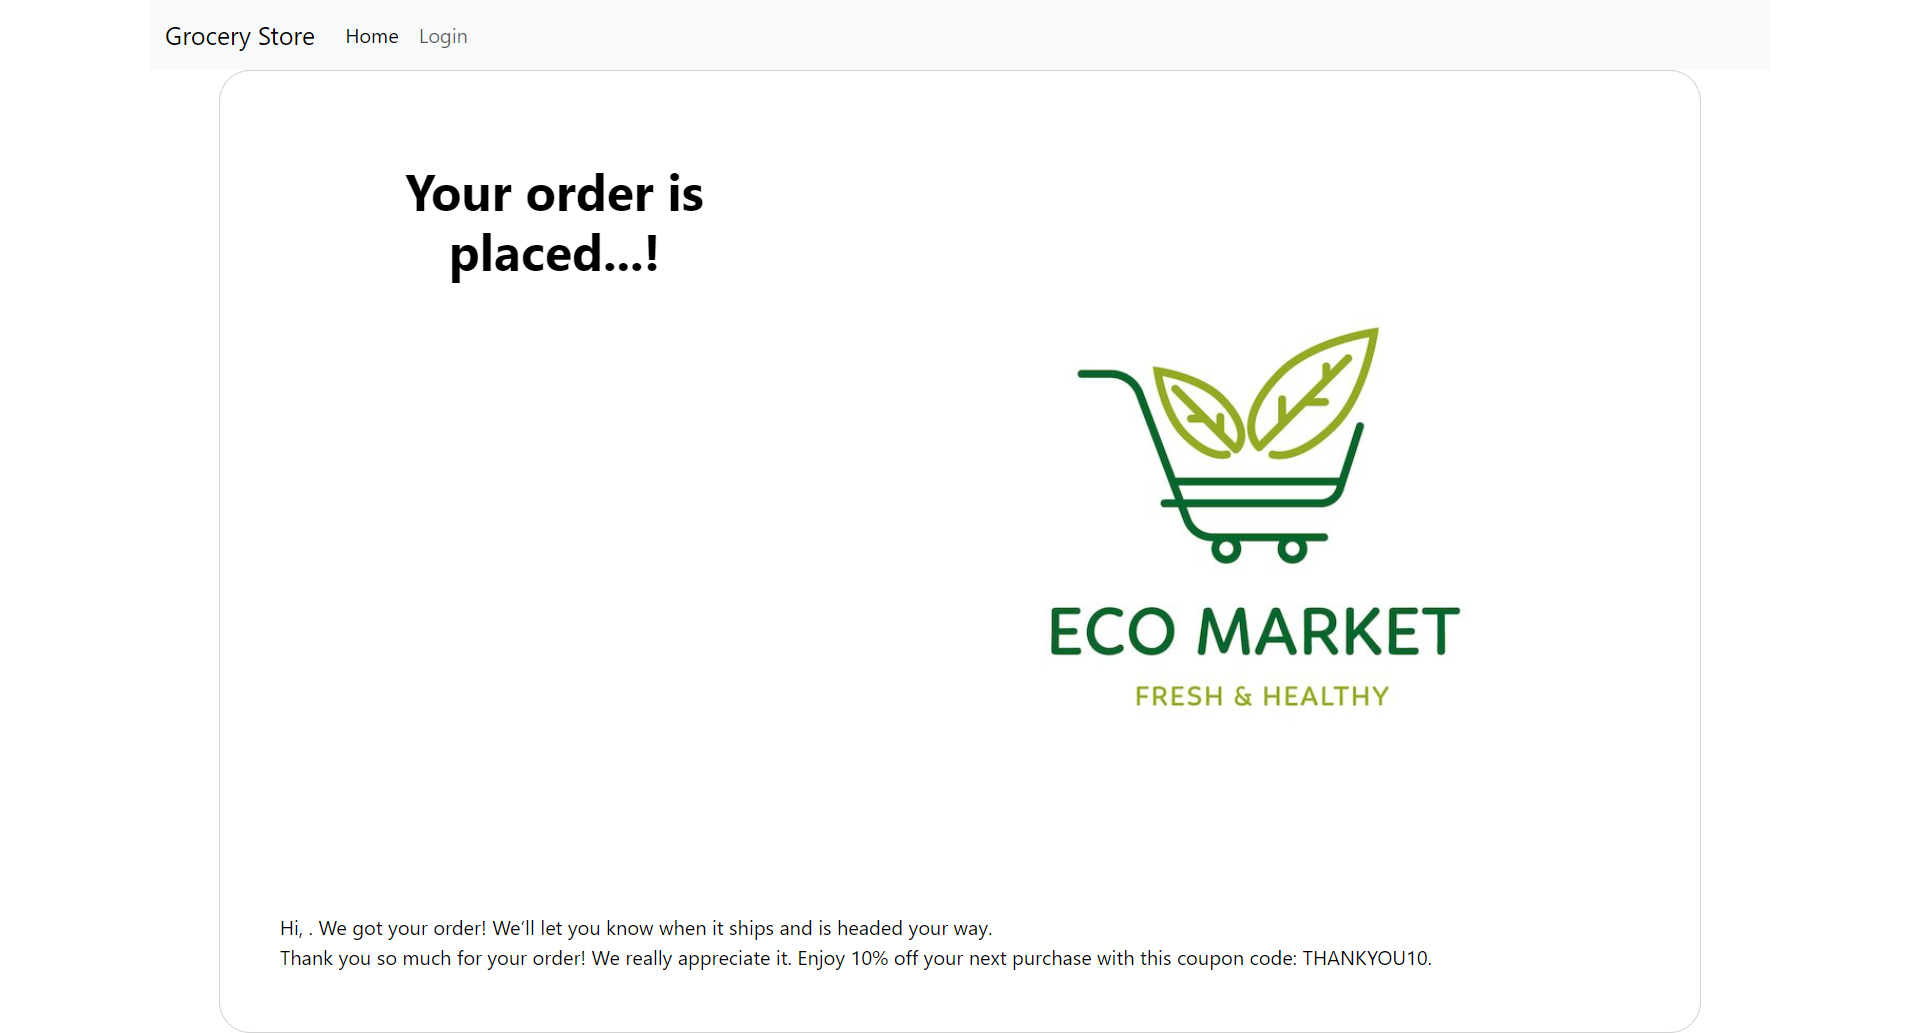 Grocery Store Home Login
Your order is
placed...!
ECO MARKET
FRESH & HEALTHY
Hi, . We got your order! We’ll let you know when it ships and is headed your way.
Thank you so much for your order! We really appreciate it. Enjoy 10% off your next purchase with this coupon code: THANKYOU10.